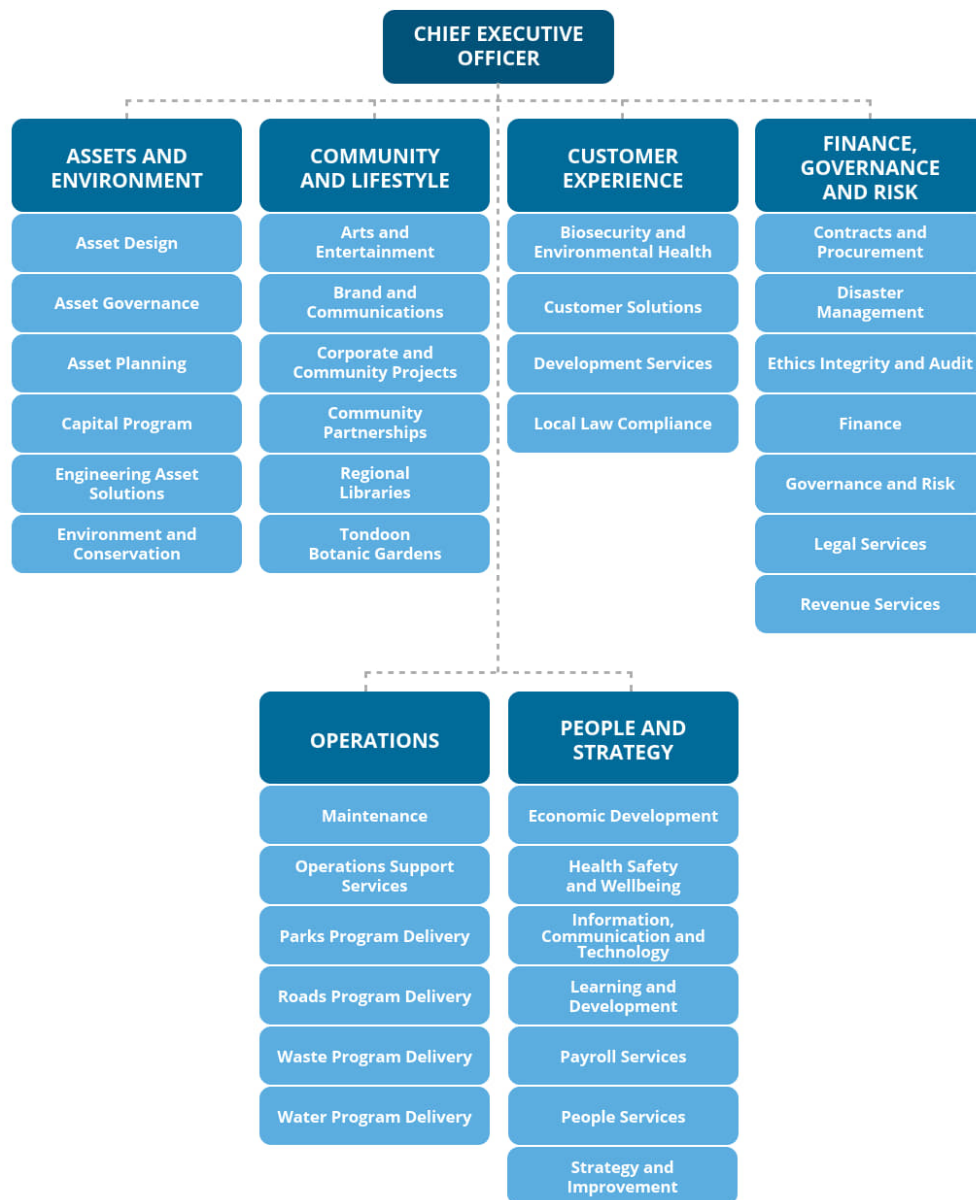 CHIEF EXECUTIVE
OFFICER
ASSETS AND
ENVIRONMENT
Asset Design
Asset Governance
Asset Planning
Capital Program
Engineering Asset
Solutions
Environment and
Conservation
COMMUNITY
AND LIFESTYLE
Arts and
Entertainment
Brand and
Communications
Corporate and
Community Projects
Community
Partnerships
Regional
Libraries
Tondoon
Botanic Gardens
CUSTOMER
EXPERIENCE
Biosecurity and
Environmental Health
Customer Solutions
Development Services
Local Law Compliance
FINANCE,
GOVERNANCE
AND RISK
Contracts and
Procurement
Disaster
Management
Ethics Integrity and Audit
Finance
Governance and Risk
Legal Services
Revenue Services
OPERATIONS
Maintenance
Operations Support
Services
Parks Program Delivery
Roads Program Delivery
Waste Program Delivery
Water Program Delivery
PEOPLE AND
STRATEGY
Economic Development
Health Safety
and Wellbeing
Information,
Communication and
Technology
Learning and
Development
Payroll Services
People Services
Strategy and
Improvement